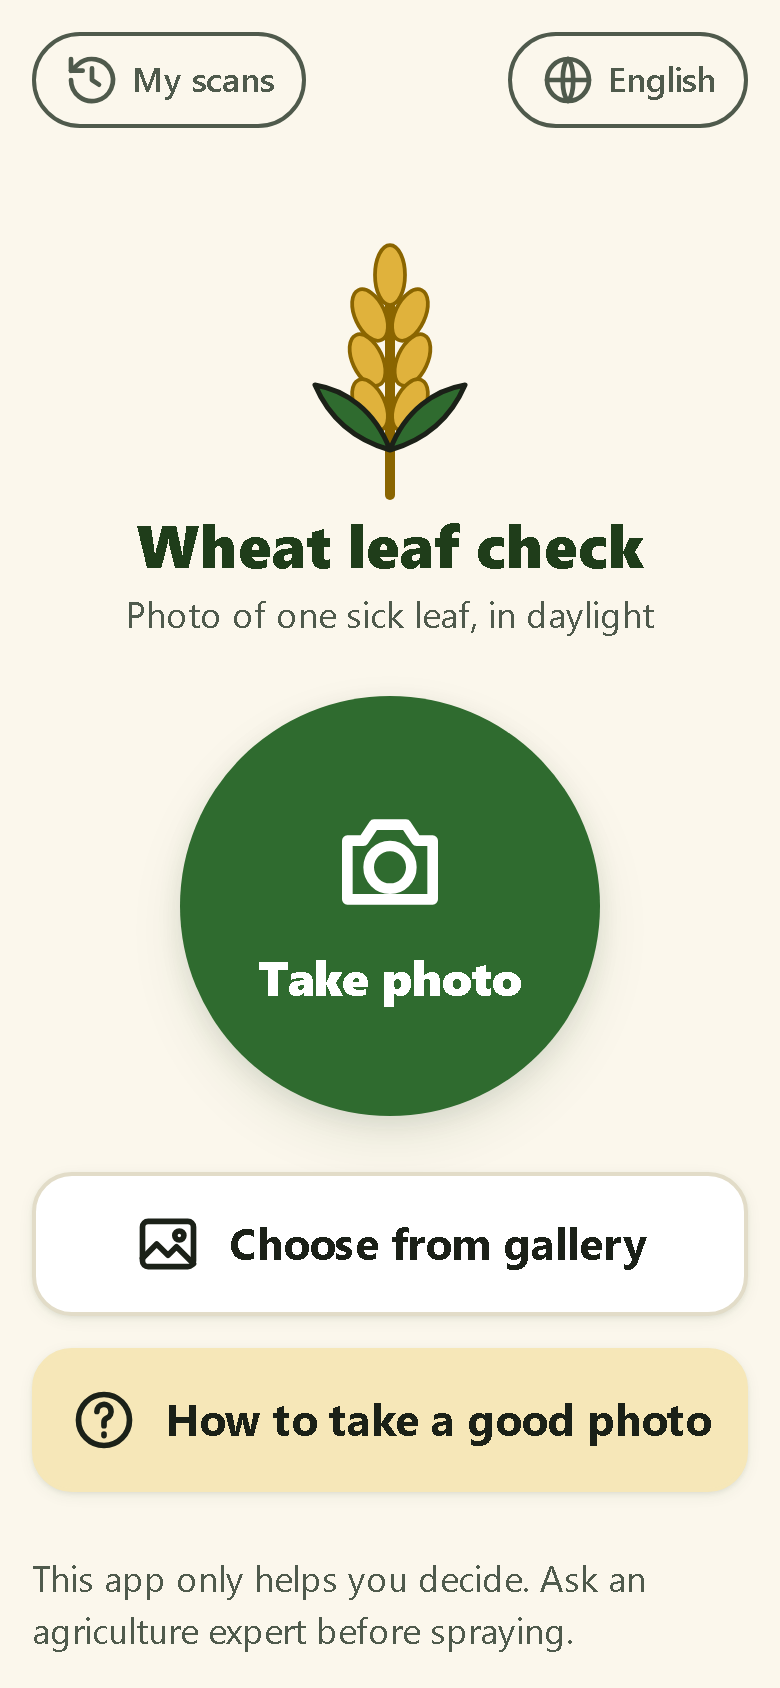 My scans
English
Wheat leaf check
Photo of one sick leaf, in daylight
Take photo
Choose from gallery
How to take a good photo
This app only helps you decide. Ask an
agriculture expert before spraying.